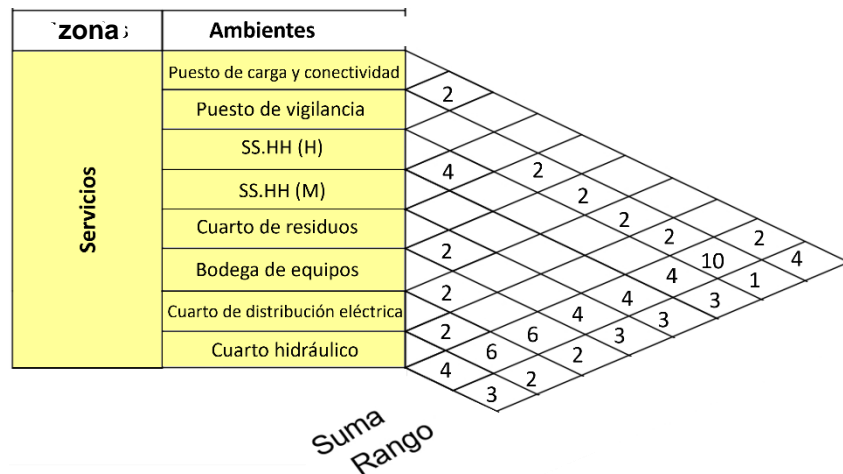 zonas Ambientes
Puesto de carga y conectividad
2
Puesto de vigilancia
SS.HH (H)
4 2
SS.HH (M)
2
Cuarto de residuos
2
2 2
2 10 4
Bodega de equipos
4 1
2 4 3
Cuarto de distribución eléctrica
4 3
2 6 3
Cuarto hidráulico
6 2
4 2
3
Servicios
Suma
Rango